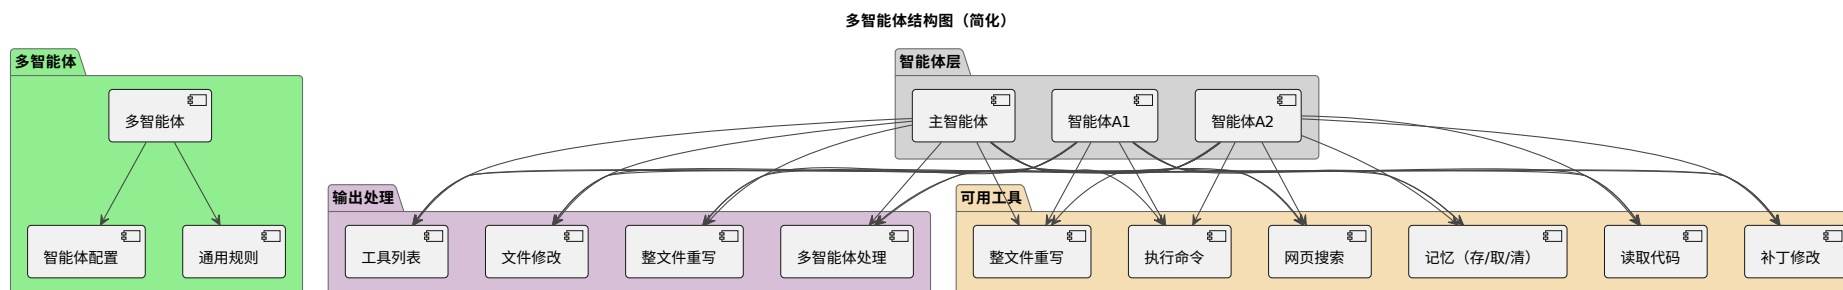 多智能体结构图（简化）
多智能体
多智能体
智能体配置
通用规则
智能体层
主智能体
智能体A1
智能体A2
输出处理
工具列表
文件修改
整文件重写
多智能体处理
可用工具
整文件重写
执行命令
网页搜索
记忆（存/取/清）
读取代码
补丁修改